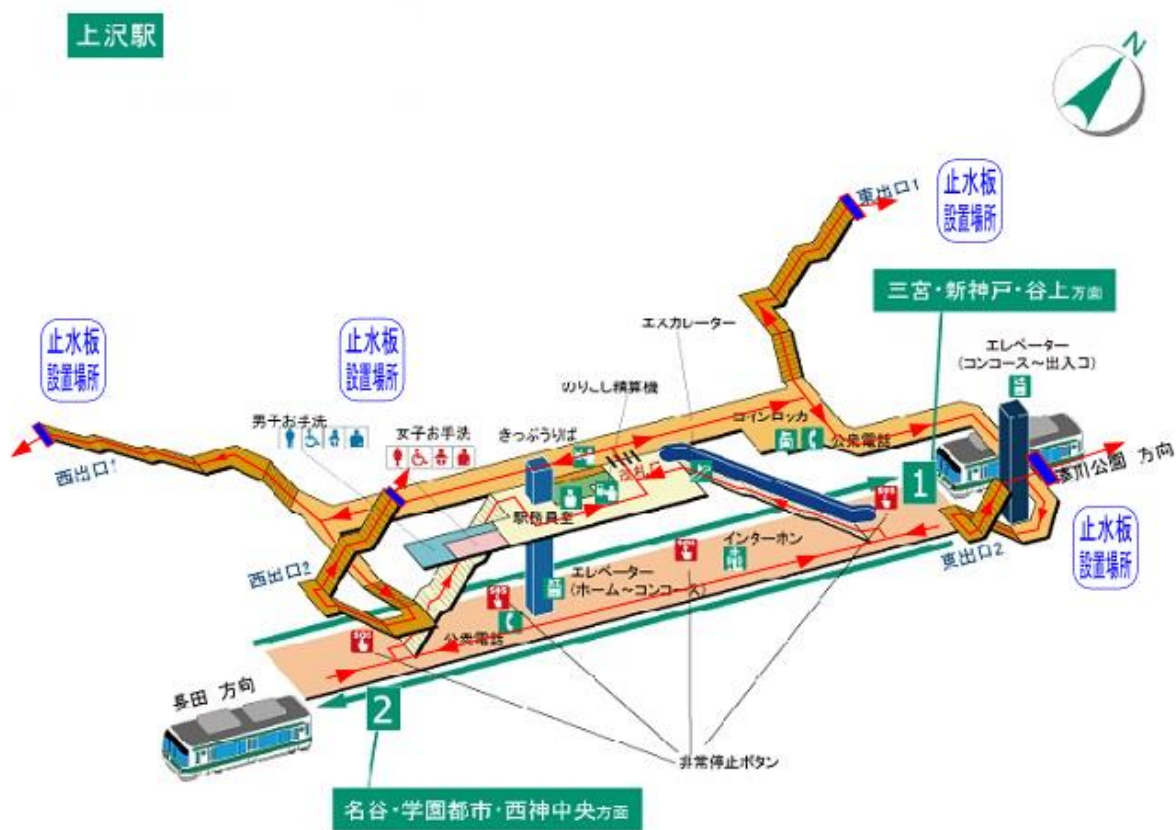 上沢駅
N
止水板
設置場所
東出口1
三宮・新神戸・谷上方面
エスカレーター
エレベーター
(コンコース～出入口)
止水板
設置場所
止水板
設置場所
のりこし精算機
男子お手洗
女子お手洗
きっぷうりば
コインロッカ
公衆電話
西出口1
改札口
1
湊川公園 方向
駅務員室
SOS
インターホン
SOS
止水板
設置場所
西出口2
エレベーター
(ホーム～コンコース)
東出口2
SOS
公衆電話
SOS
長田 方向
2
非常停止ボタン
名谷・学園都市・西神中央方面